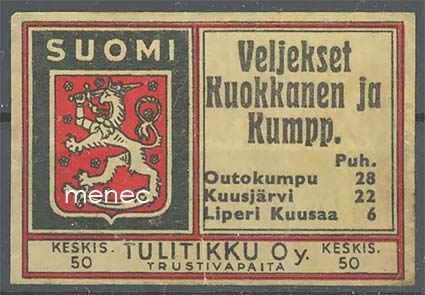 SUOMI
meneo
Veljekset
Kuokkanen ja
Kumpp.
Puh.
Outokumpu 28
Kuusjärvi 22
Liperi Kuusaa 6
KESKIS. 50
TULITIKKU Oy.
TRUSTIVAPAITA
KESKIS. 50